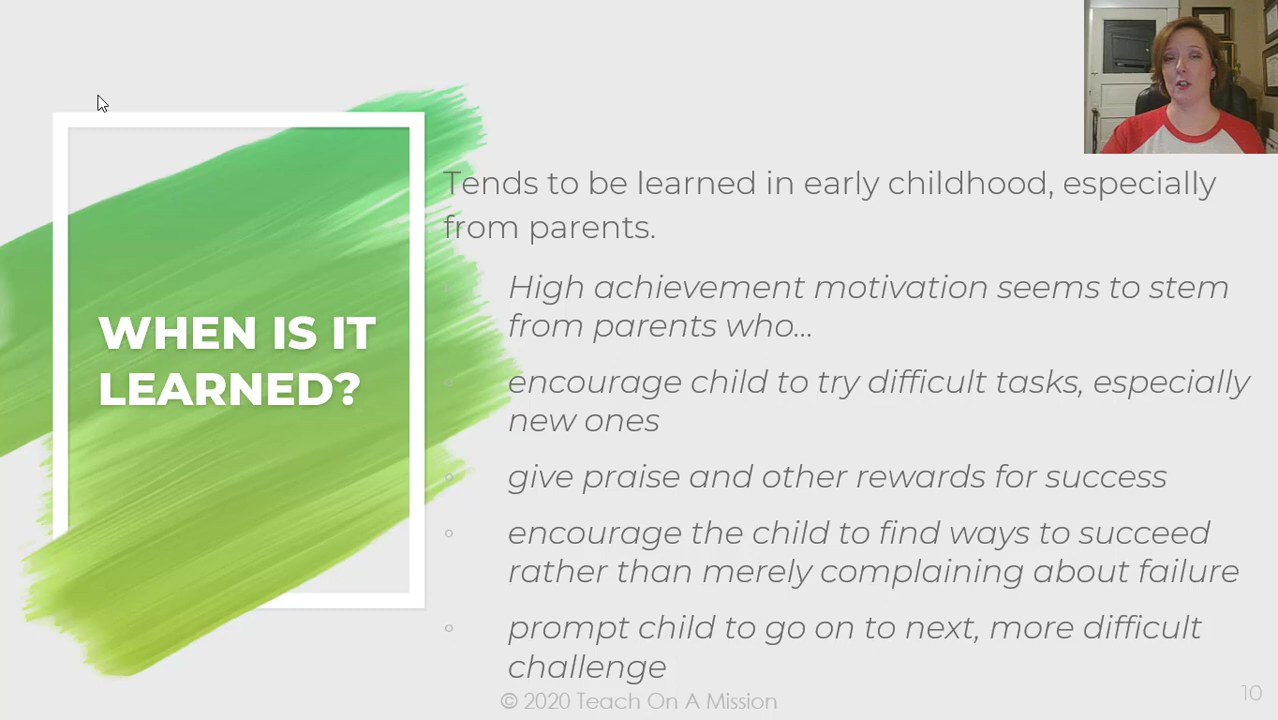 Tends to be learned in early childhood, especially
from parents.
High achievement motivation seems to stem
from parents who...
WHEN IS IT
LEARNED?
encourage child to try difficult tasks, especially
new ones
give praise and other rewards for success
encourage the child to find ways to succeed
rather than merely complaining about failure
prompt child to go on to next, more difficult
challenge
© 2020 Teach On A Mission
10